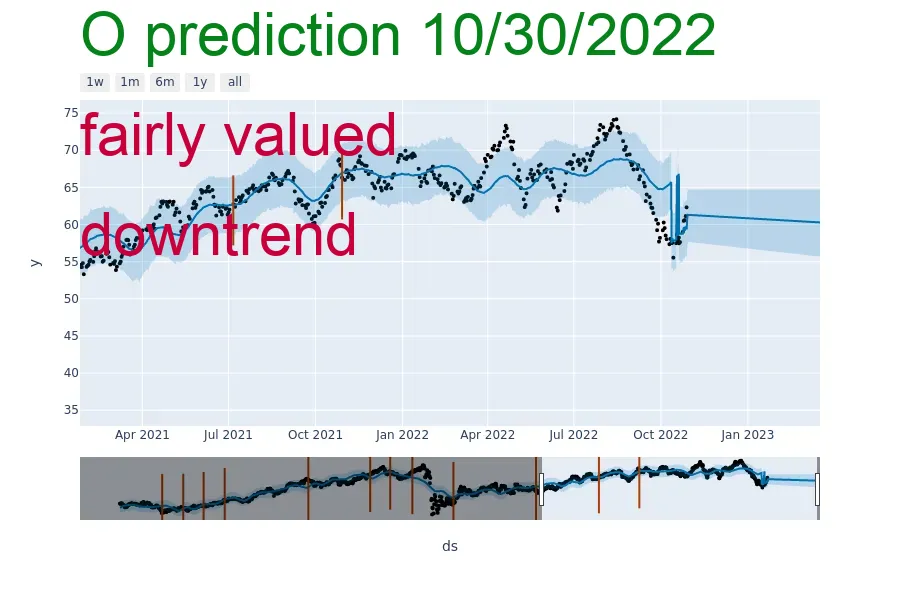 O prediction 10/30/2022
1w 1m 6m 1y all
75
fairly valued
70
65
60
downtrend
55
50
45
40
35
y
Apr 2021 Jul 2021 Oct 2021 Jan 2022 Apr 2022 Jul 2022 Oct 2022 Jan 2023
ds